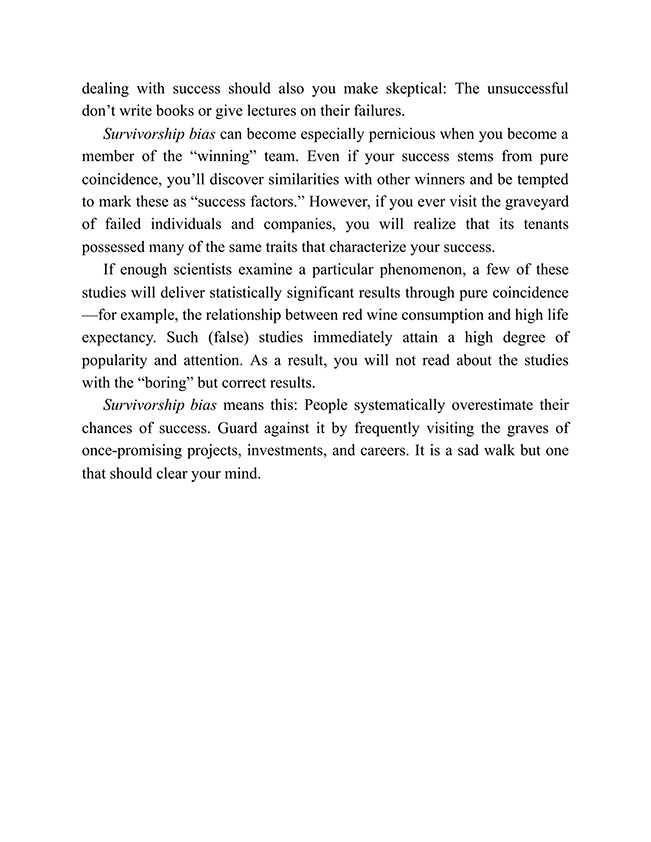 dealing with success should also you make skeptical: The unsuccessful
don’t write books or give lectures on their failures.
Survivorship bias can become especially pernicious when you become a
member of the “winning” team. Even if your success stems from pure
coincidence, you’ll discover similarities with other winners and be tempted
to mark these as “success factors.” However, if you ever visit the graveyard
of failed individuals and companies, you will realize that its tenants
possessed many of the same traits that characterize your success.
If enough scientists examine a particular phenomenon, a few of these
studies will deliver statistically significant results through pure coincidence
—for example, the relationship between red wine consumption and high life
expectancy. Such (false) studies immediately attain a high degree of
popularity and attention. As a result, you will not read about the studies
with the “boring” but correct results.
Survivorship bias means this: People systematically overestimate their
chances of success. Guard against it by frequently visiting the graves of
once-promising projects, investments, and careers. It is a sad walk but one
that should clear your mind.